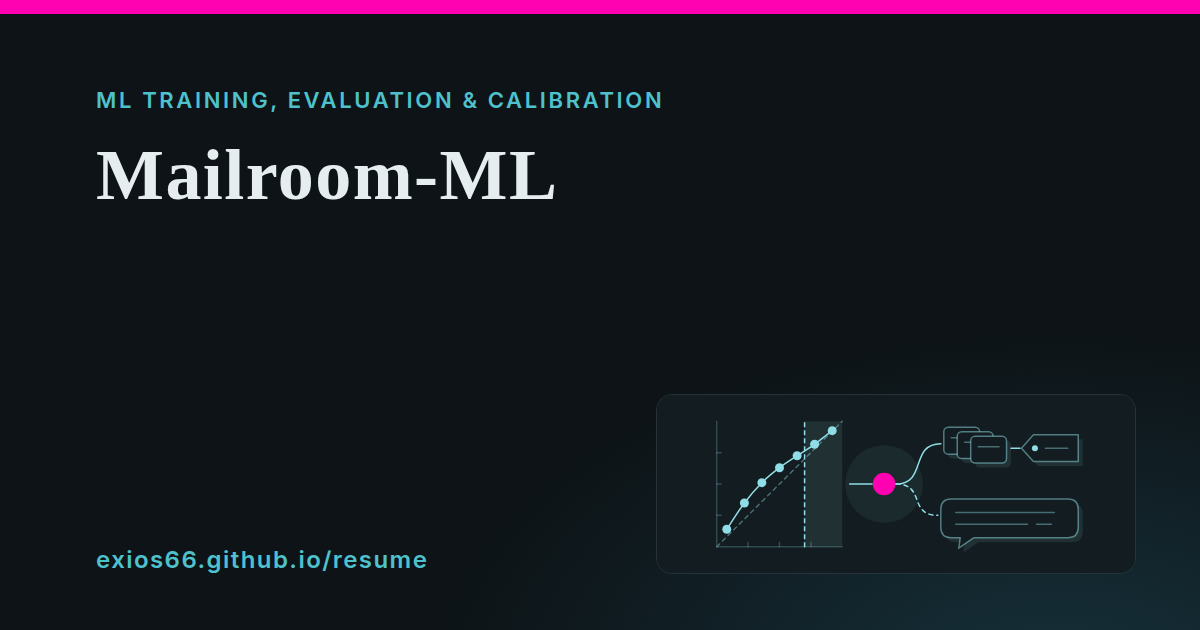 ML TRAINING, EVALUATION & CALIBRATION
Mailroom-ML
exios66.github.io/resume